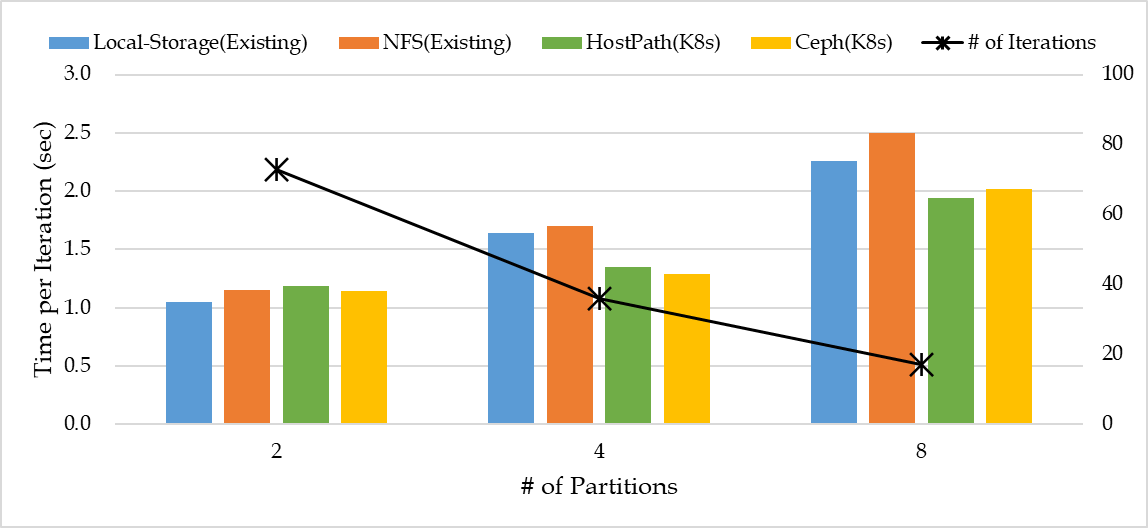 Local-Storage(Existing) NFS(Existing) HostPath(K8s) Ceph(K8s) # of Iterations
3.0 100
2.5 80
2.0 60
1.5 40
1.0 20
0.5 0
0.0
Time per Iteration (sec)
2 4 8
# of Partitions